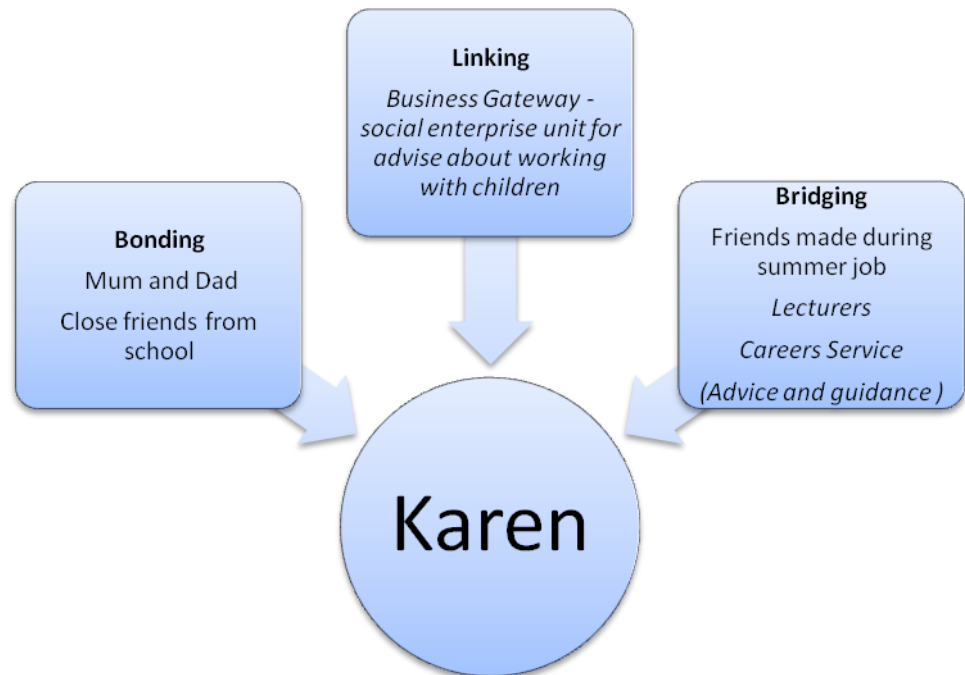 Linking
Business Gateway -
social enterprise unit for
advise about working
with children
Bonding
Mum and Dad
Close friends from
school
Bridging
Friends made during
summer job
Lecturers
Careers Service
(Advice and guidance )
Karen